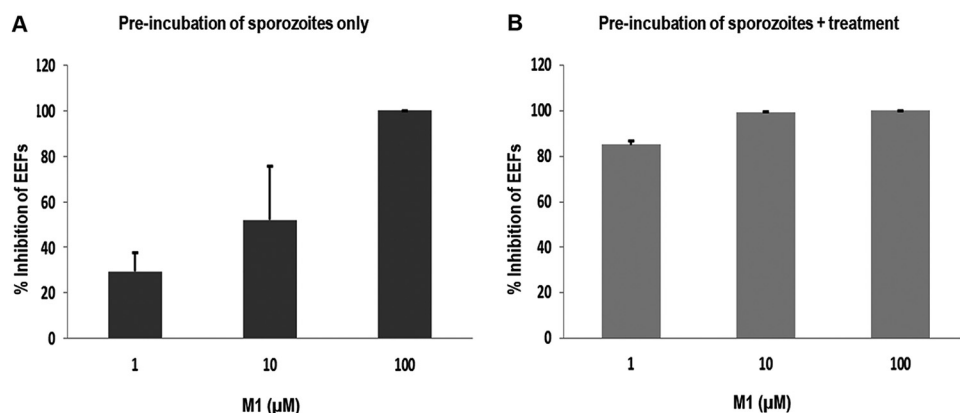 A
Pre-incubation of sporozoites only
120
100
80
60
40
20
0
% Inhibition of EEFs
1
10
100
M1 (µM)
B
Pre-incubation of sporozoites + treatment
120
100
80
60
40
20
0
% Inhibition of EEFs
1
10
100
M1 (µM)